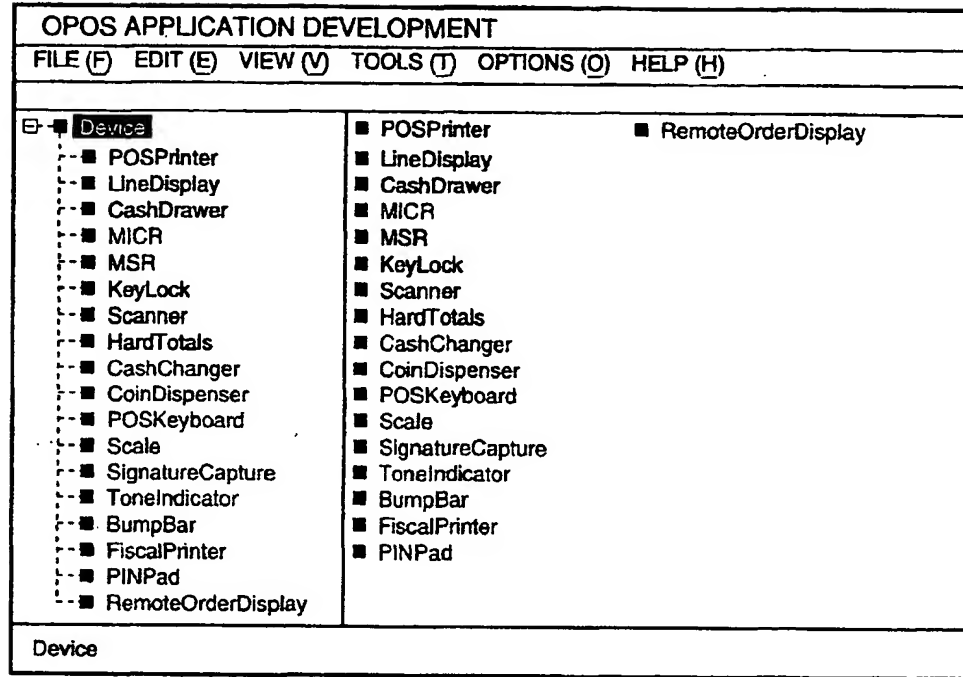 OPOS APPLICATION DEVELOPMENT
FILE (F) EDIT (E) VIEW (V) TOOLS (T) OPTIONS (O) HELP (H)
Device
POSPrinter
LineDisplay
CashDrawer
MICR
MSR
KeyLock
Scanner
HardTotals
CashChanger
CoinDispenser
POSKeyboard
Scale
SignatureCapture
ToneIndicator
BumpBar
FiscalPrinter
PINPad
RemoteOrderDisplay
POSPrinter
LineDisplay
CashDrawer
MICR
MSR
KeyLock
Scanner
HardTotals
CashChanger
CoinDispenser
POSKeyboard
Scale
SignatureCapture
ToneIndicator
BumpBar
FiscalPrinter
PINPad
RemoteOrderDisplay
Device